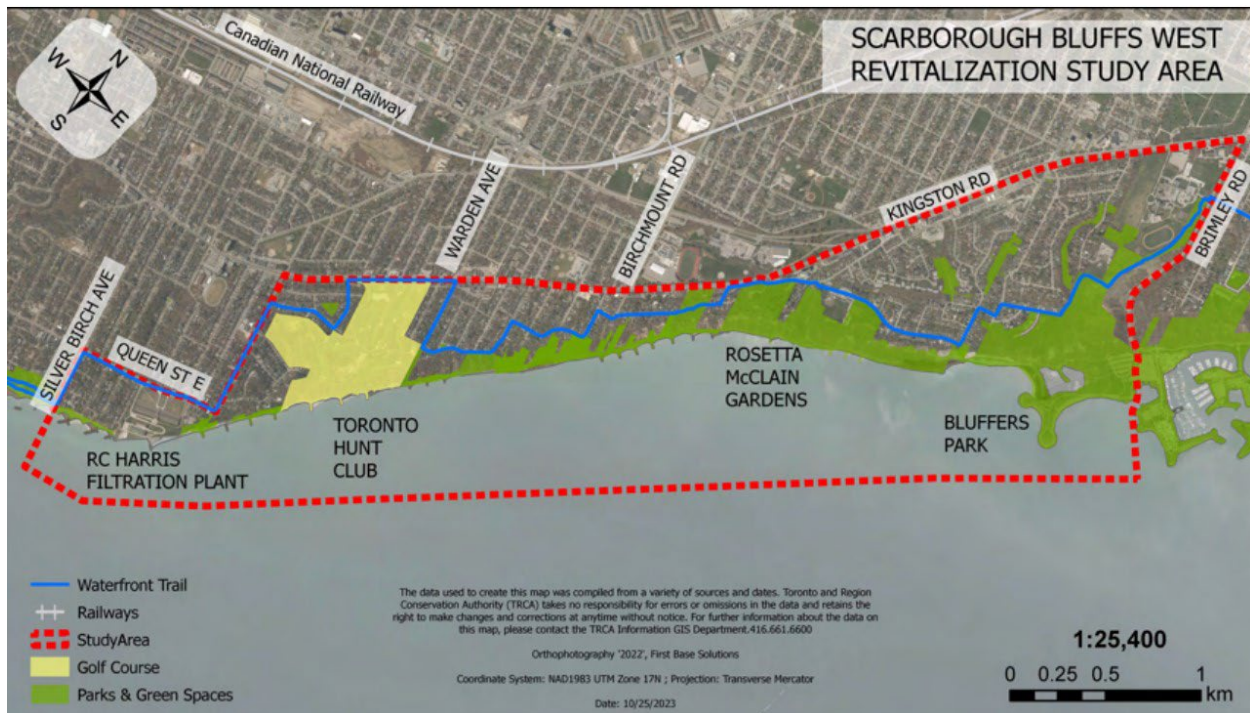 SCARBOROUGH BLUFFS WEST
REVITALIZATION STUDY AREA
N
W
E
S
Canadian National Railway
WARDEN AVE
BIRCHMOUNT RD
KINGSTON RD
BRIMLEY RD
SILVER BIRCH AVE
QUEEN ST E
RC HARRIS
FILTRATION PLANT
TORONTO
HUNT
CLUB
ROSETTA
McCLAIN
GARDENS
BLUFFERS
PARK
Waterfront Trail
Railways
StudyArea
Golf Course
Parks & Green Spaces
The data used to create this map was compiled from a variety of sources and dates. Toronto and Region
Conservation Authority (TRCA) takes no responsibility for errors or omissions in the data and retains the
right to make changes and corrections at anytime without notice. For further information about the data on
this map, please contact the TRCA Information GIS Department.416.661.6600
Orthophotography '2022', First Base Solutions
Coordinate System: NAD1983 UTM Zone 17N ; Projection: Transverse Mercator
Date: 10/25/2023
1:25,400
0 0.25 0.5 1
km